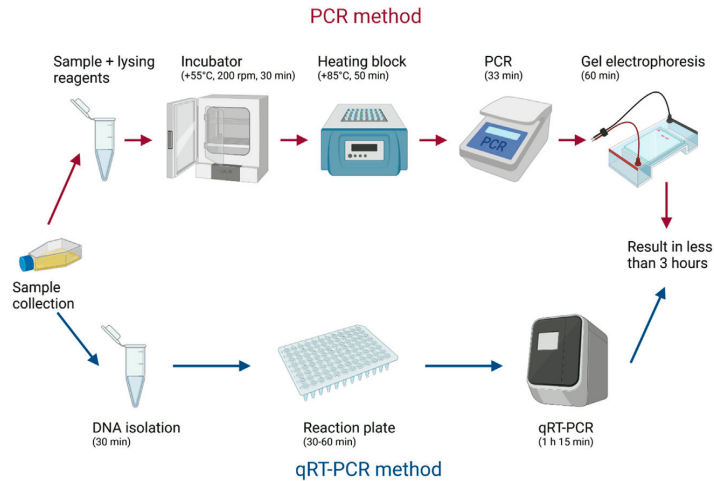 PCR method
Sample + lysing
reagents
Incubator
(+55°C, 200 rpm, 30 min)
Heating block
(+85°C, 50 min)
PCR
(33 min)
Gel electrophoresis
(60 min)
PCR
Sample
collection
Result in less
than 3 hours
DNA isolation
(30 min)
Reaction plate
(30-60 min)
qRT-PCR
(1 h 15 min)
qRT-PCR method